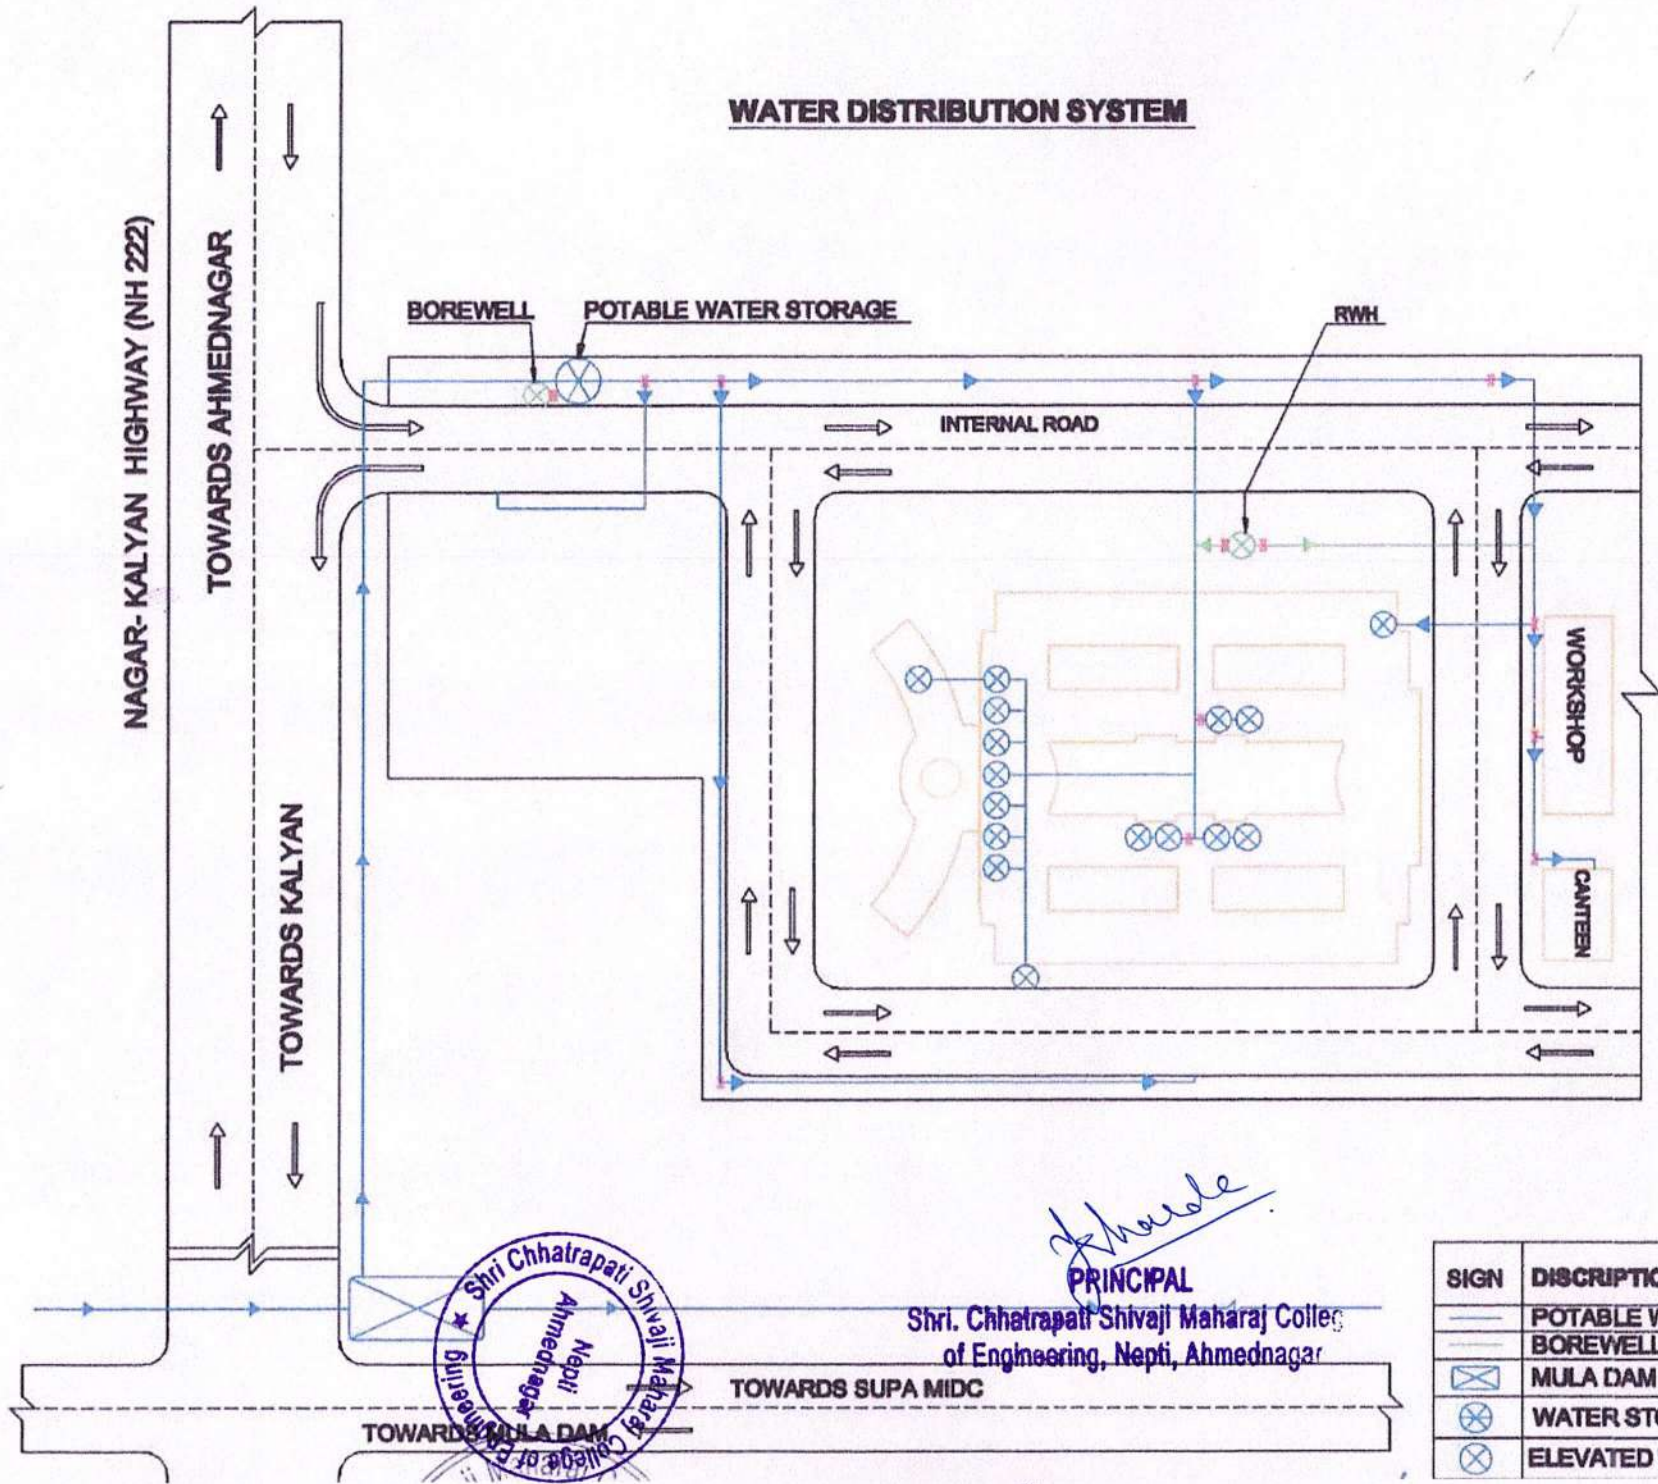 WATER DISTRIBUTION SYSTEM
NAGAR- KALYAN HIGHWAY (NH 222)
TOWARDS AHMEDNAGAR
TOWARDS KALYAN
BOREWELL
POTABLE WATER STORAGE
RWH
INTERNAL ROAD
WORKSHOP
CANTEEN
Shri Chhatrapati Shivaji Maharaj College of Engineering ★
Nepti
Ahmednagar
PRINCIPAL
Shri. Chhatrapati Shivaji Maharaj Colleg
of Engineering, Nepti, Ahmednagar
TOWARDS SUPA MIDC
TOWARDS MULA DAM
SIGN DISCRIPTIO
POTABLE W
BOREWELL
MULA DAM
WATER STO
ELEVATED